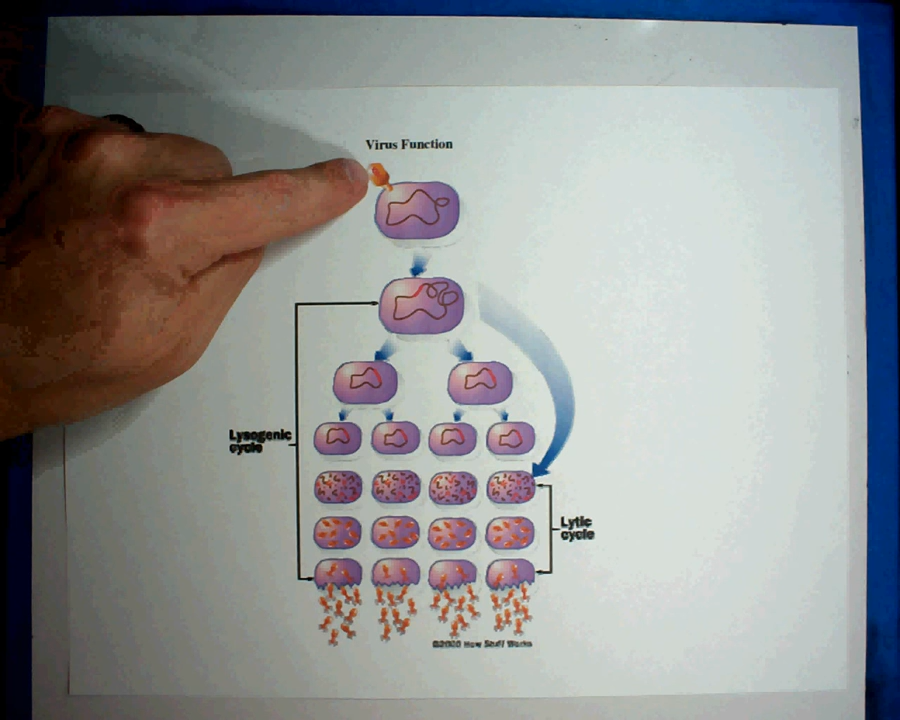 Virus Function
Lysogenic
cycle
Lytic
cycle
©2000 How Stuff Works